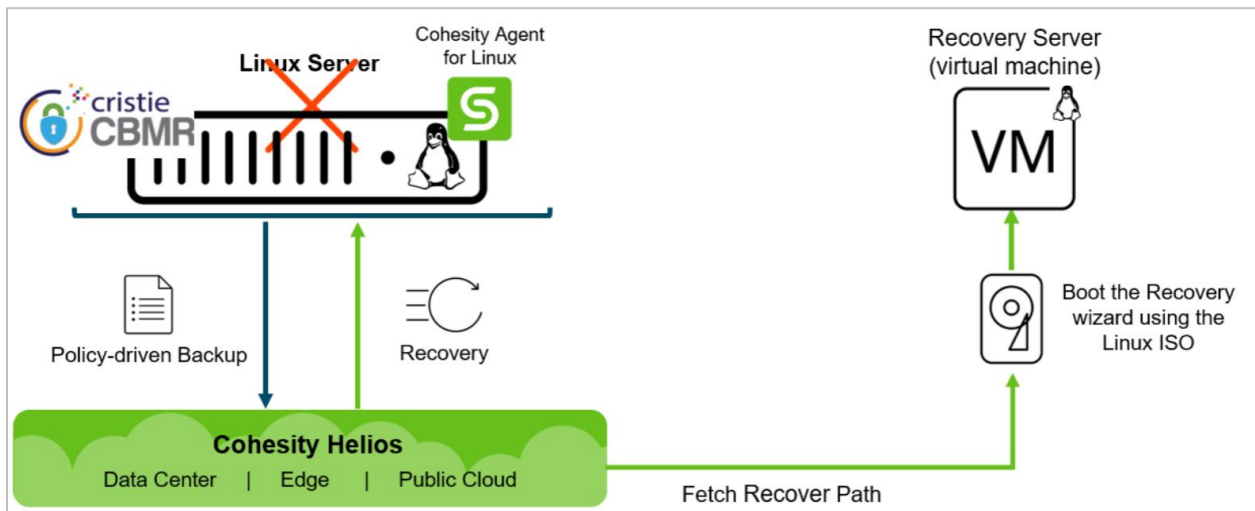 Cohesity Agent
for Linux
Linux Server
cristie
CBMR
S
Recovery Server
(virtual machine)
VM
Policy-driven Backup
Recovery
Boot the Recovery
wizard using the
Linux ISO
Cohesity Helios
Data Center | Edge | Public Cloud
Fetch Recover Path